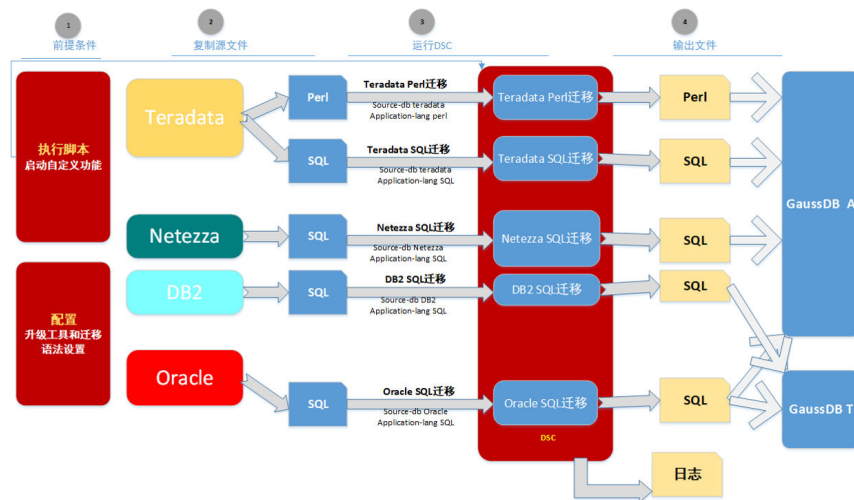 1
2
3
4
前提条件
复制源文件
运行DSC
输出文件
执行脚本
启动自定义功能
配置
升级工具和迁移
语法设置
Teradata
Perl
Teradata Perl迁移
Source-db teradata
Application-lang perl
Teradata Perl迁移
Perl
SQL
Teradata SQL迁移
Source-db teradata
Application-lang SQL
Teradata SQL迁移
SQL
Netezza
SQL
Netezza SQL迁移
Source-db Netezza
Application-lang SQL
Netezza SQL迁移
SQL
DB2
SQL
DB2 SQL迁移
Source-db DB2
Application-lang SQL
DB2 SQL迁移
SQL
Oracle
SQL
Oracle SQL迁移
Source-db Oracle
Application-lang SQL
Oracle SQL迁移
SQL
DSC
日志
GaussDB A
GaussDB T